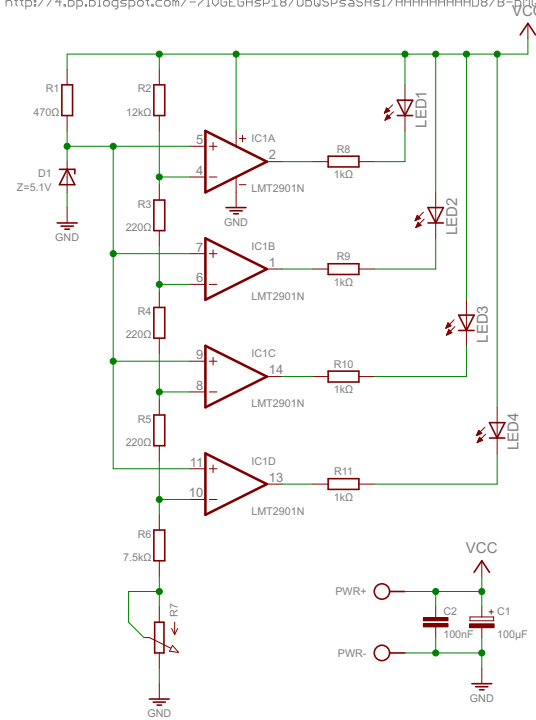 VCC
R1
470Ω
R2
12kΩ
LED1
5
IC1A
+
+
2
R8
4
−
−
LMT2901N
1kΩ
D1
Z=5.1V
R3
220Ω
GND
GND
LED2
7
IC1B
+
1
R9
6
−
LMT2901N
1kΩ
R4
220Ω
LED3
9
IC1C
+
14
R10
8
−
LMT2901N
1kΩ
R5
220Ω
LED4
11
IC1D
+
13
R11
10
−
LMT2901N
1kΩ
R6
7.5kΩ
VCC
PWR+
R7
C2
+
C1
100nF
100µF
PWR-
GND
GND